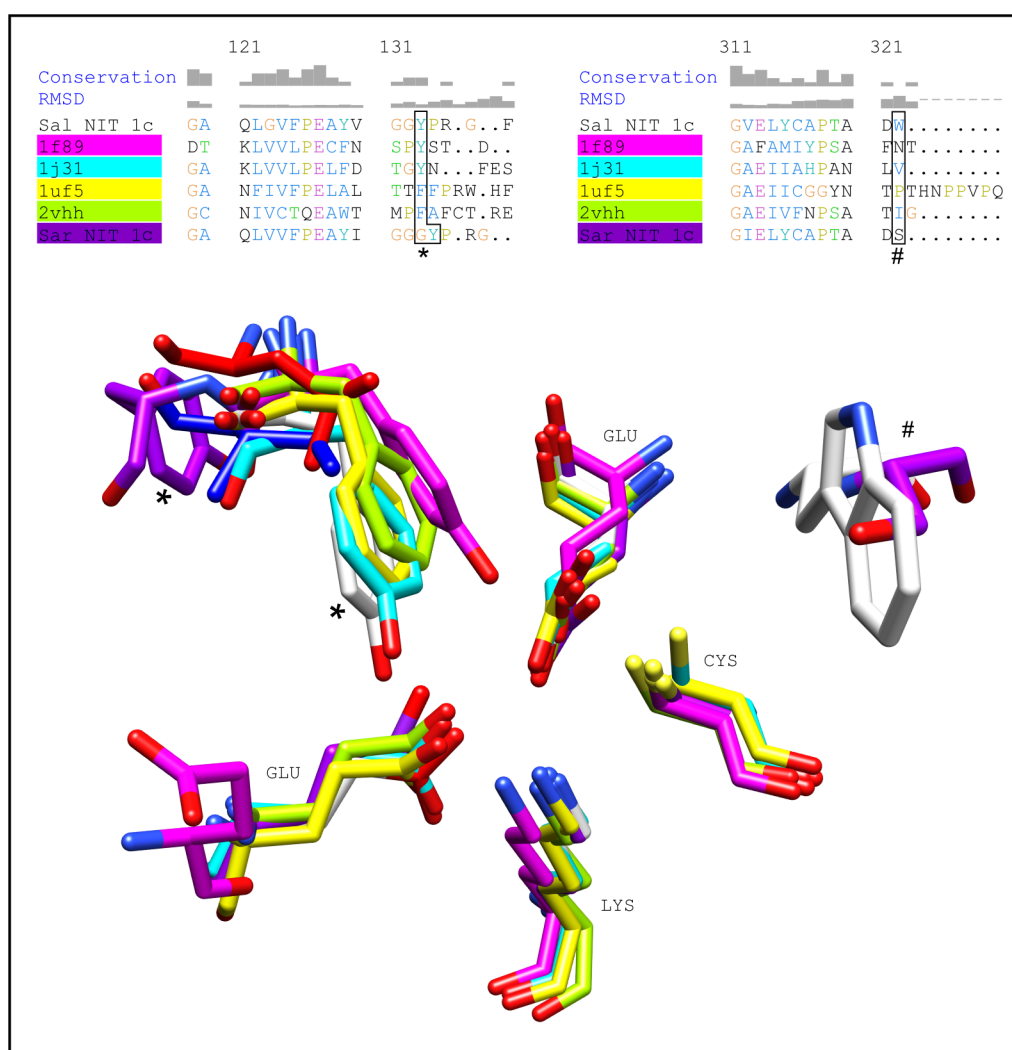 121 131 311 321
Conservation Conservation
RMSD RMSD
Sal NIT 1c GA QLGVFPEAYV GGYPR.G..F Sal NIT 1c GVELYCAPTA DW........
1f89 DT KLVVLPECFN SPYST..D.. 1f89 GAFAMIYPSA FNT.......
1j31 GA KLVVLPELFD TGYN...FES 1j31 GAEIIAHPAN LV........
1uf5 GA NFIVFPELAL TTFFPRW.HF 1uf5 GAEIICGGYN TPTHNPPVPQ
2vhh GC NIVCTQEAWT MPFAFCT.RE 2vhh GAEIVFNPSA TIG.......
Sar NIT 1c GA QLVVFPEAYI GGGYP.RG.. Sar NIT 1c GIELYCAPTA DS........
* #
GLU #
*
*
CYS
GLU
LYS